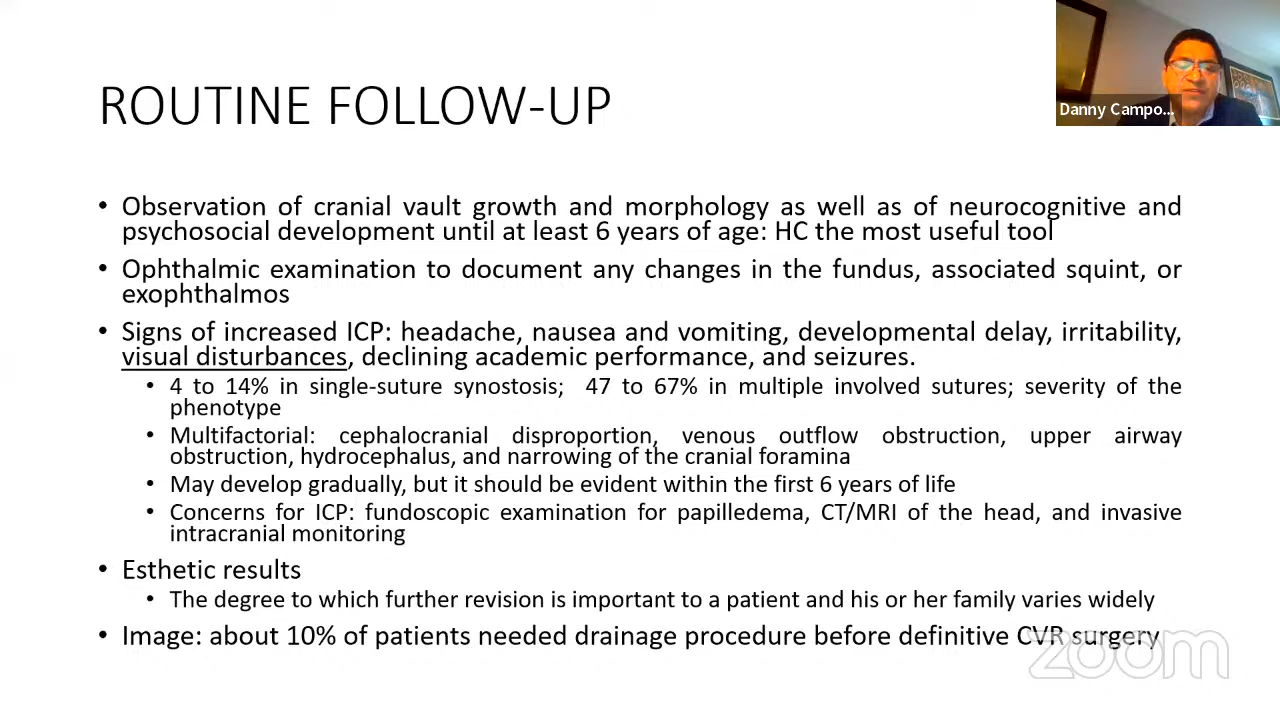 ROUTINE FOLLOW-UP
Danny Campo...
• Observation of cranial vault growth and morphology as well as of neurocognitive and
psychosocial development until at least 6 years of age: HC the most useful tool
• Ophthalmic examination to document any changes in the fundus, associated squint, or
exophthalmos
• Signs of increased ICP: headache, nausea and vomiting, developmental delay, irritability,
visual disturbances, declining academic performance, and seizures.
• 4 to 14% in single-suture synostosis; 47 to 67% in multiple involved sutures; severity of the
phenotype
• Multifactorial: cephalocranial disproportion, venous outflow obstruction, upper airway
obstruction, hydrocephalus, and narrowing of the cranial foramina
• May develop gradually, but it should be evident within the first 6 years of life
• Concerns for ICP: fundoscopic examination for papilledema, CT/MRI of the head, and invasive
intracranial monitoring
• Esthetic results
• The degree to which further revision is important to a patient and his or her family varies widely
• Image: about 10% of patients needed drainage procedure before definitive CVR surgery
zoom